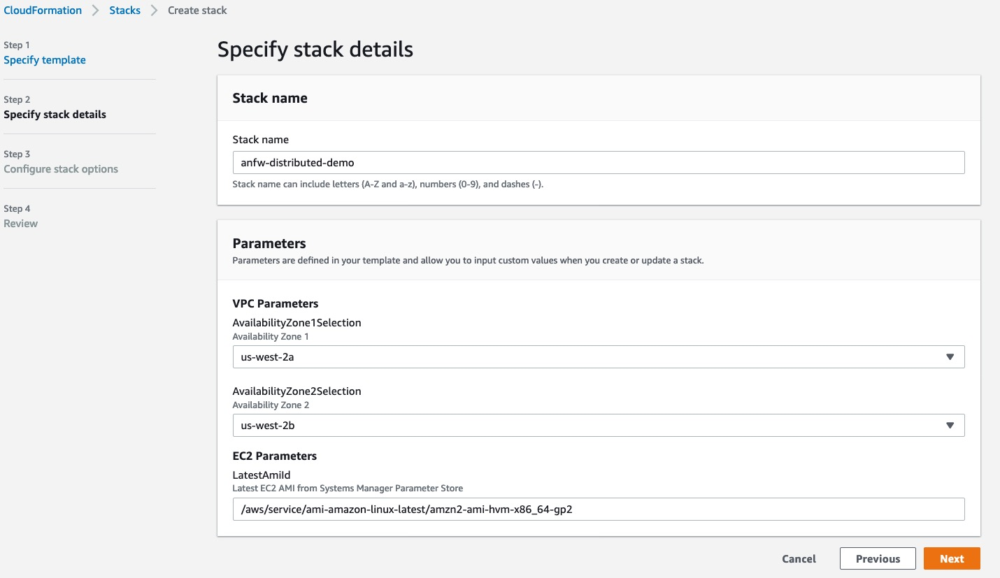 CloudFormation > Stacks > Create stack
Step 1
Specify template
Step 2
Specify stack details
Step 3
Configure stack options
Step 4
Review
Specify stack details
Stack name
Stack name
anfw-distributed-demo
Stack name can include letters (A-Z and a-z), numbers (0-9), and dashes (-).
Parameters
Parameters are defined in your template and allow you to input custom values when you create or update a stack.
VPC Parameters
AvailabilityZone1Selection
Availability Zone 1
us-west-2a
AvailabilityZone2Selection
Availability Zone 2
us-west-2b
EC2 Parameters
LatestAmiId
Latest EC2 AMI from Systems Manager Parameter Store
/aws/service/ami-amazon-linux-latest/amzn2-ami-hvm-x86_64-gp2
Cancel Previous Next